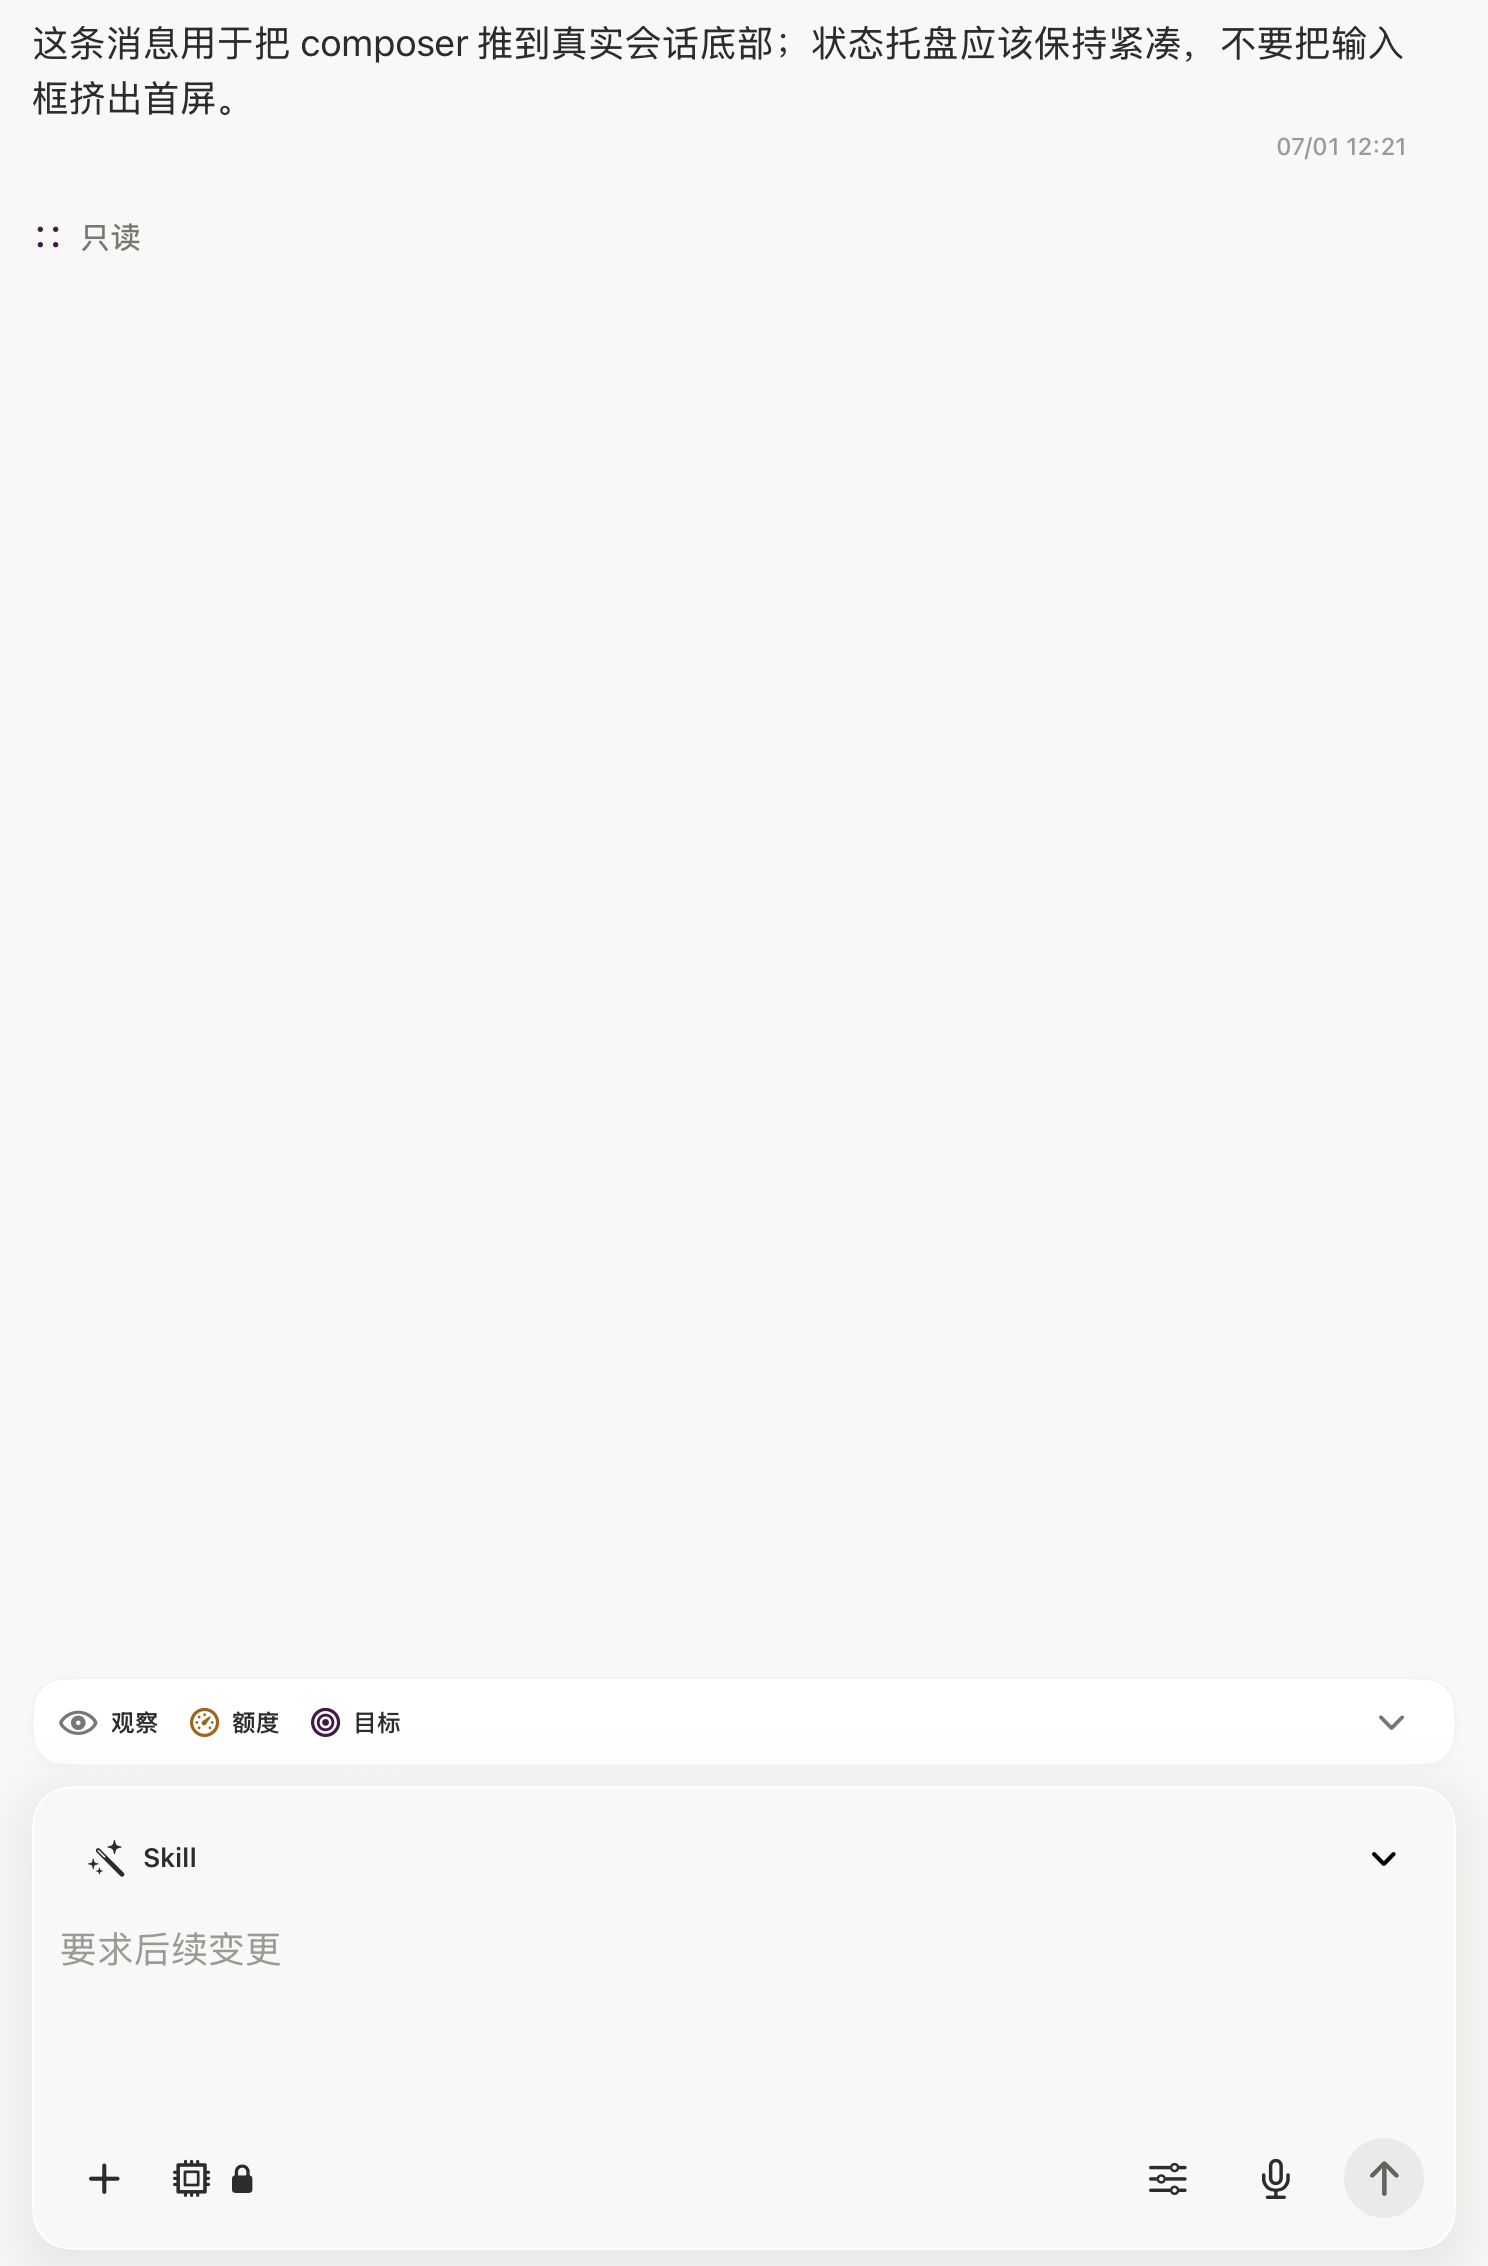 这条消息用于把 composer 推到真实会话底部；状态托盘应该保持紧凑，不要把输入
框挤出首屏。
07/01 12:21
只读
观察 额度 目标
Skill
要求后续变更